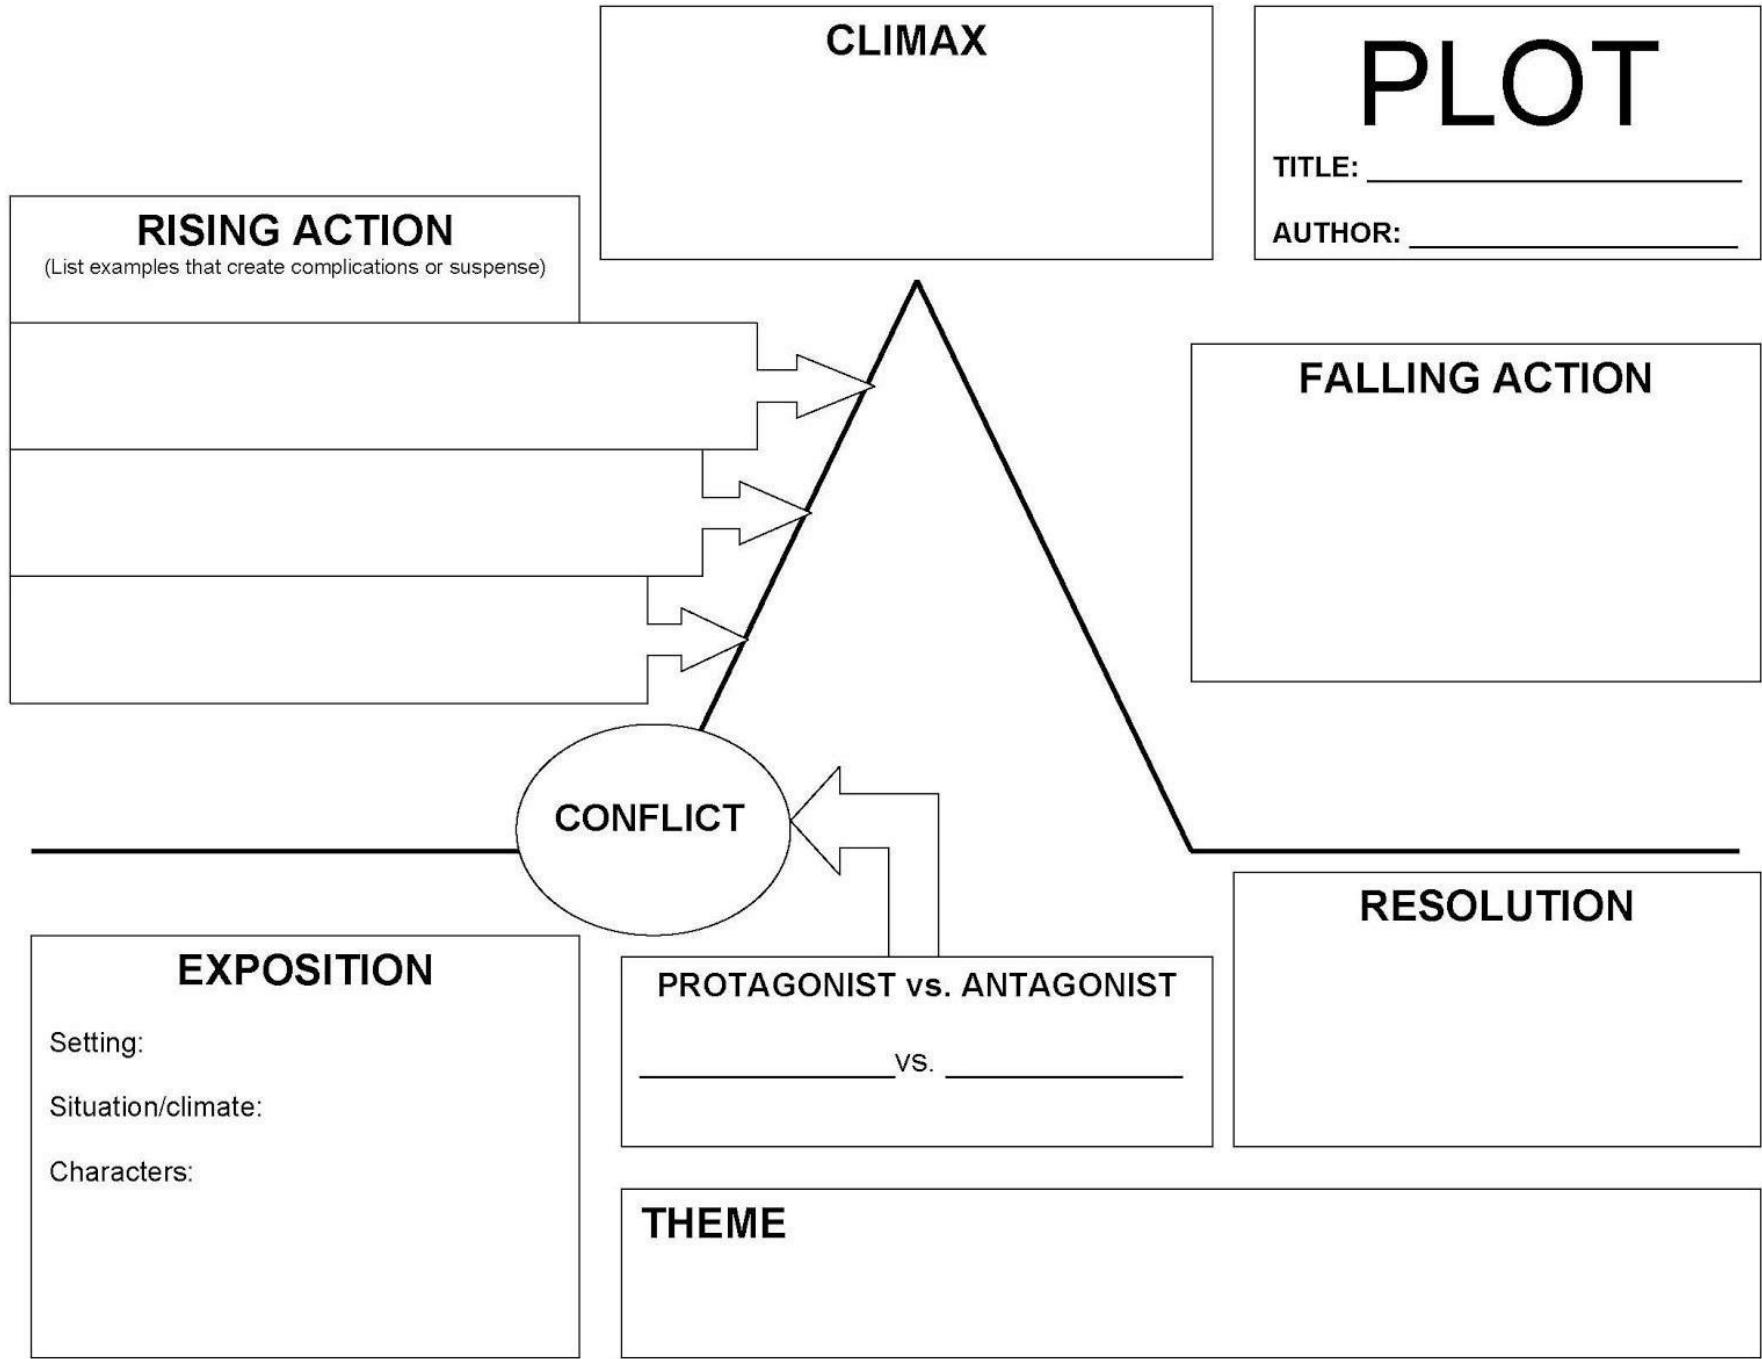 CLIMAX
PLOT
TITLE:
AUTHOR:
RISING ACTION
(List examples that create complications or suspense)
FALLING ACTION
CONFLICT
RESOLUTION
EXPOSITION
Setting:
Situation/climate:
Characters:
PROTAGONIST vs. ANTAGONIST
vs.
THEME